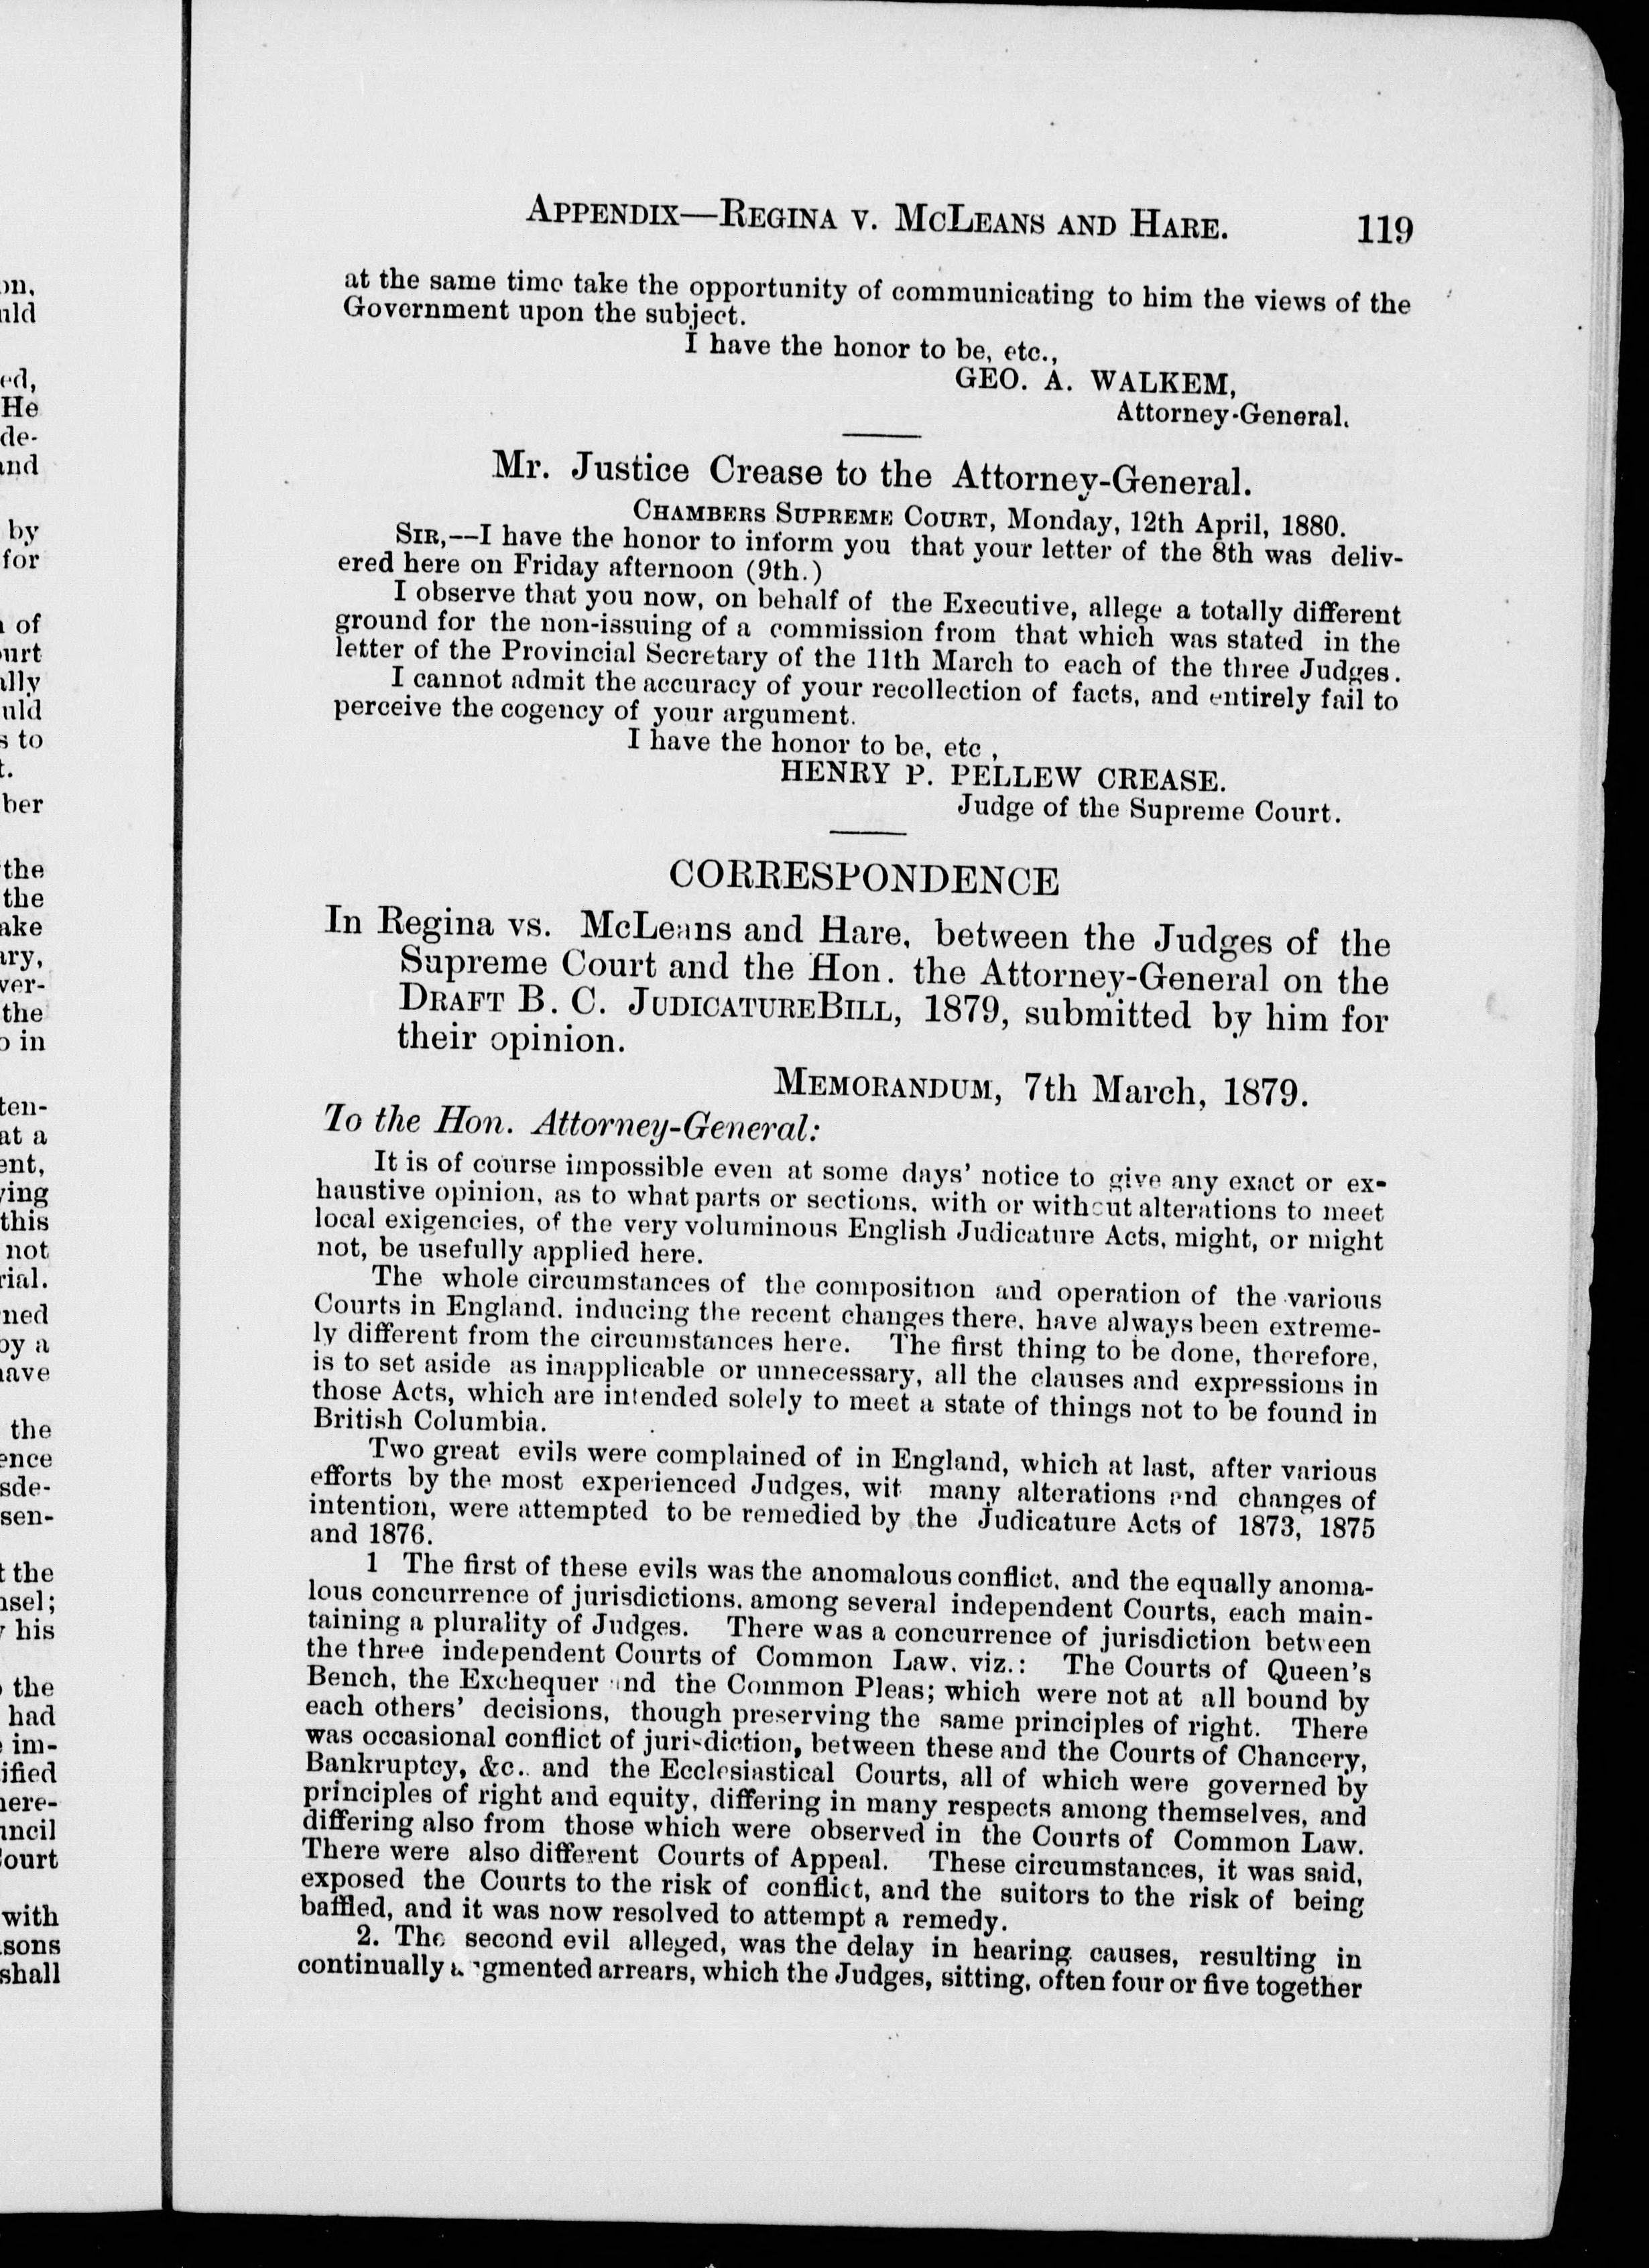 APPENDIX—REGINA V. MCLEANS AND HARE. 119
at the same time take the opportunity of communicating to him the views of the
Government upon the subject.
I have the honor to be, etc.,
GEO. A. WALKEM,
Attorney-General.
Mr. Justice Crease to the Attorney-General.
CHAMBERS SUPREME COURT, Monday, 12th April, 1880.
SIR,—I have the honor to inform you that your letter of the 8th was deliv-
ered here on Friday afternoon (9th.)
I observe that you now, on behalf of the Executive, allege a totally different
ground for the non-issuing of a commission from that which was stated in the
letter of the Provincial Secretary of the 11th March to each of the three Judges.
I cannot admit the accuracy of your recollection of facts, and entirely fail to
perceive the cogency of your argument.
I have the honor to be, etc ,
HENRY P. PELLEW CREASE.
Judge of the Supreme Court.
CORRESPONDENCE
In Regina vs. McLeans and Hare, between the Judges of the
Supreme Court and the Hon. the Attorney-General on the
DRAFT B. C. JUDICATUREBILL, 1879, submitted by him for
their opinion.
MEMORANDUM, 7th March, 1879.
To the Hon. Attorney-General:
It is of course impossible even at some days' notice to give any exact or ex-
haustive opinion, as to what parts or sections, with or without alterations to meet
local exigencies, of the very voluminous English Judicature Acts, might, or might
not, be usefully applied here.
The whole circumstances of the composition and operation of the various
Courts in England, inducing the recent changes there, have always been extreme-
ly different from the circumstances here. The first thing to be done, therefore,
is to set aside as inapplicable or unnecessary, all the clauses and expressions in
those Acts, which are intended solely to meet a state of things not to be found in
British Columbia.
Two great evils were complained of in England, which at last, after various
efforts by the most experienced Judges, wit many alterations and changes of
intention, were attempted to be remedied by the Judicature Acts of 1873, 1875
and 1876.
1 The first of these evils was the anomalous conflict, and the equally anoma-
lous concurrence of jurisdictions, among several independent Courts, each main-
taining a plurality of Judges. There was a concurrence of jurisdiction between
the three independent Courts of Common Law, viz.: The Courts of Queen's
Bench, the Exchequer and the Common Pleas; which were not at all bound by
each others' decisions, though preserving the same principles of right. There
was occasional conflict of jurisdiction, between these and the Courts of Chancery,
Bankruptcy, &c., and the Ecclesiastical Courts, all of which were governed by
principles of right and equity, differing in many respects among themselves, and
differing also from those which were observed in the Courts of Common Law.
There were also different Courts of Appeal. These circumstances, it was said,
exposed the Courts to the risk of conflict, and the suitors to the risk of being
baffled, and it was now resolved to attempt a remedy.
2. The second evil alleged, was the delay in hearing causes, resulting in
continually augmented arrears, which the Judges, sitting, often four or five together